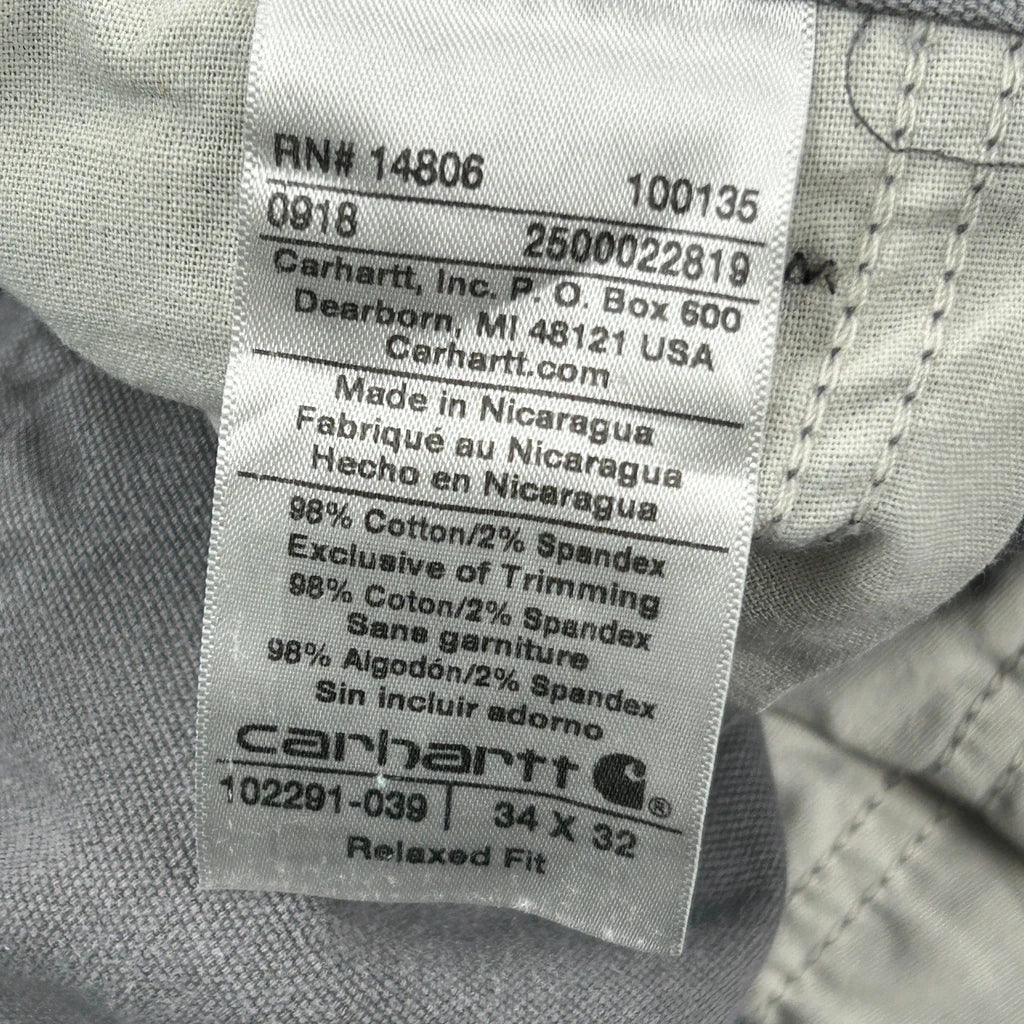 RN# 14806 100135
0918 2500022819
Carhartt, Inc. P. O. Box 600
Dearborn, MI 48121 USA
Carhartt.com
Made in Nicaragua
Fabriqué au Nicaragua
Hecho en Nicaragua
98% Cotton/2% Spandex
Exclusive of Trimming
98% Coton/2% Spandex
Sans garniture
98% Algodón/2% Spandex
Sin incluir adorno
carhartt ®
102291-039 | 34 X 32
Relaxed Fit